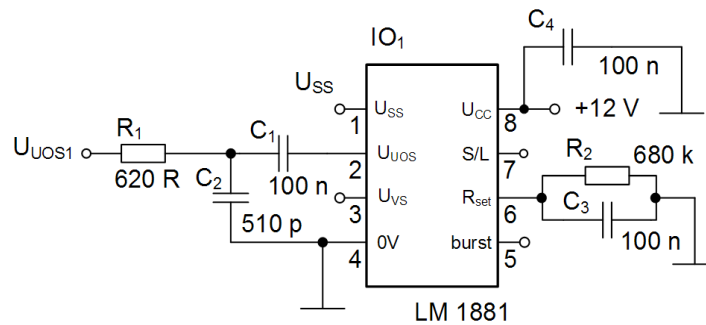 C4
IO1
100 n
USS
USS
UCC
1
8
+12 V
R1
C1
UUOS1
UUOS
S/L
2
7
R2
680 k
620 R
C2
100 n
UVS
Rset
3
6
C3
510 p
0V
burst
100 n
4
5
LM 1881